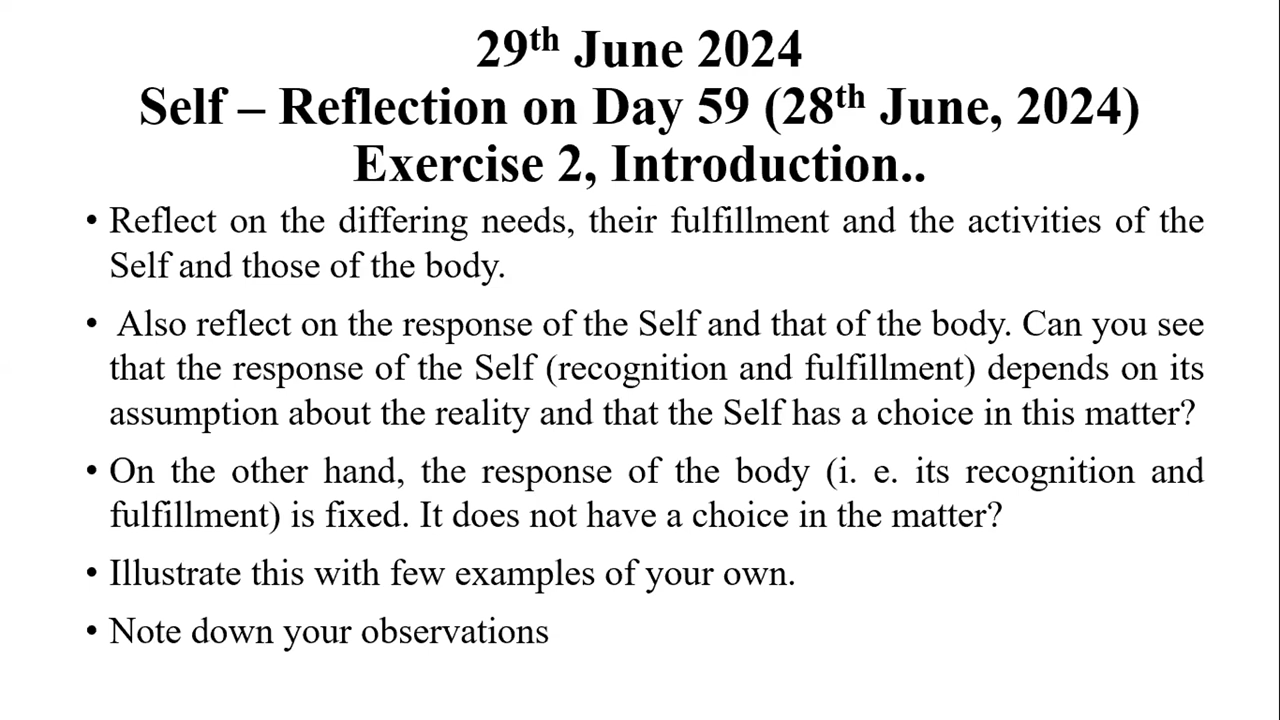 29th June 2024
Self – Reflection on Day 59 (28th June, 2024)
Exercise 2, Introduction..
• Reflect on the differing needs, their fulfillment and the activities of the
Self and those of the body.
• Also reflect on the response of the Self and that of the body. Can you see
that the response of the Self (recognition and fulfillment) depends on its
assumption about the reality and that the Self has a choice in this matter?
• On the other hand, the response of the body (i. e. its recognition and
fulfillment) is fixed. It does not have a choice in the matter?
• Illustrate this with few examples of your own.
• Note down your observations